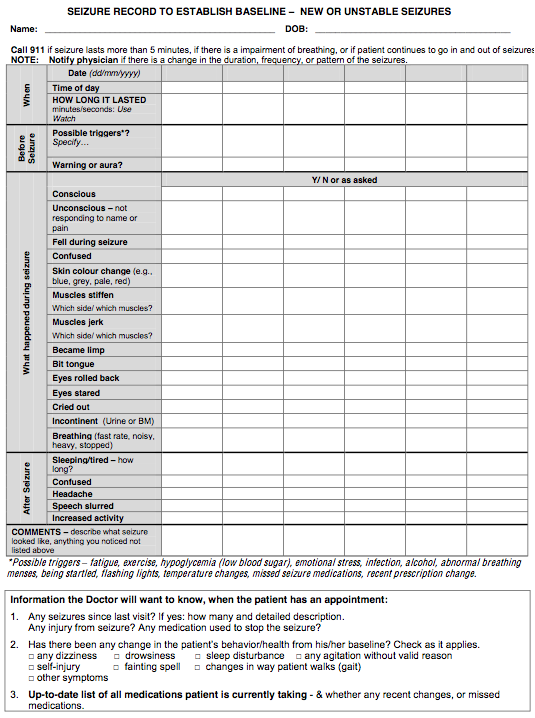 SEIZURE RECORD TO ESTABLISH BASELINE – NEW OR UNSTABLE SEIZURES
Name: DOB:
Call 911 if seizure lasts more than 5 minutes, if there is a impairment of breathing, or if patient continues to go in and out of seizures
NOTE: Notify physician if there is a change in the duration, frequency, or pattern of the seizures.
When
Date (dd/mm/yyyy)
Time of day
HOW LONG IT LASTED
minutes/seconds: Use
Watch
Before
Seizure
Possible triggers*?
Specify…
Warning or aura?
Y/ N or as asked
What happened during seizure
Conscious
Unconscious – not
responding to name or
pain
Fell during seizure
Confused
Skin colour change (e.g.,
blue, grey, pale, red)
Muscles stiffen
Which side/ which muscles?
Muscles jerk
Which side/ which muscles?
Became limp
Bit tongue
Eyes rolled back
Eyes stared
Cried out
Incontinent (Urine or BM)
Breathing (fast rate, noisy,
heavy, stopped)
After Seizure
Sleeping/tired – how
long?
Confused
Headache
Speech slurred
Increased activity
COMMENTS – describe what seizure
looked like, anything you noticed not
listed above
*Possible triggers – fatigue, exercise, hypoglycemia (low blood sugar), emotional stress, infection, alcohol, abnormal breathing
menses, being startled, flashing lights, temperature changes, missed seizure medications, recent prescription change.
Information the Doctor will want to know, when the patient has an appointment:
1. Any seizures since last visit? If yes: how many and detailed description.
Any injury from seizure? Any medication used to stop the seizure?
2. Has there been any change in the patient's behavior/health from his/her baseline? Check as it applies.
□ any dizziness □ drowsiness □ sleep disturbance □ any agitation without valid reason
□ self-injury □ fainting spell □ changes in way patient walks (gait)
□ other symptoms
3. Up-to-date list of all medications patient is currently taking - & whether any recent changes, or missed
medications.